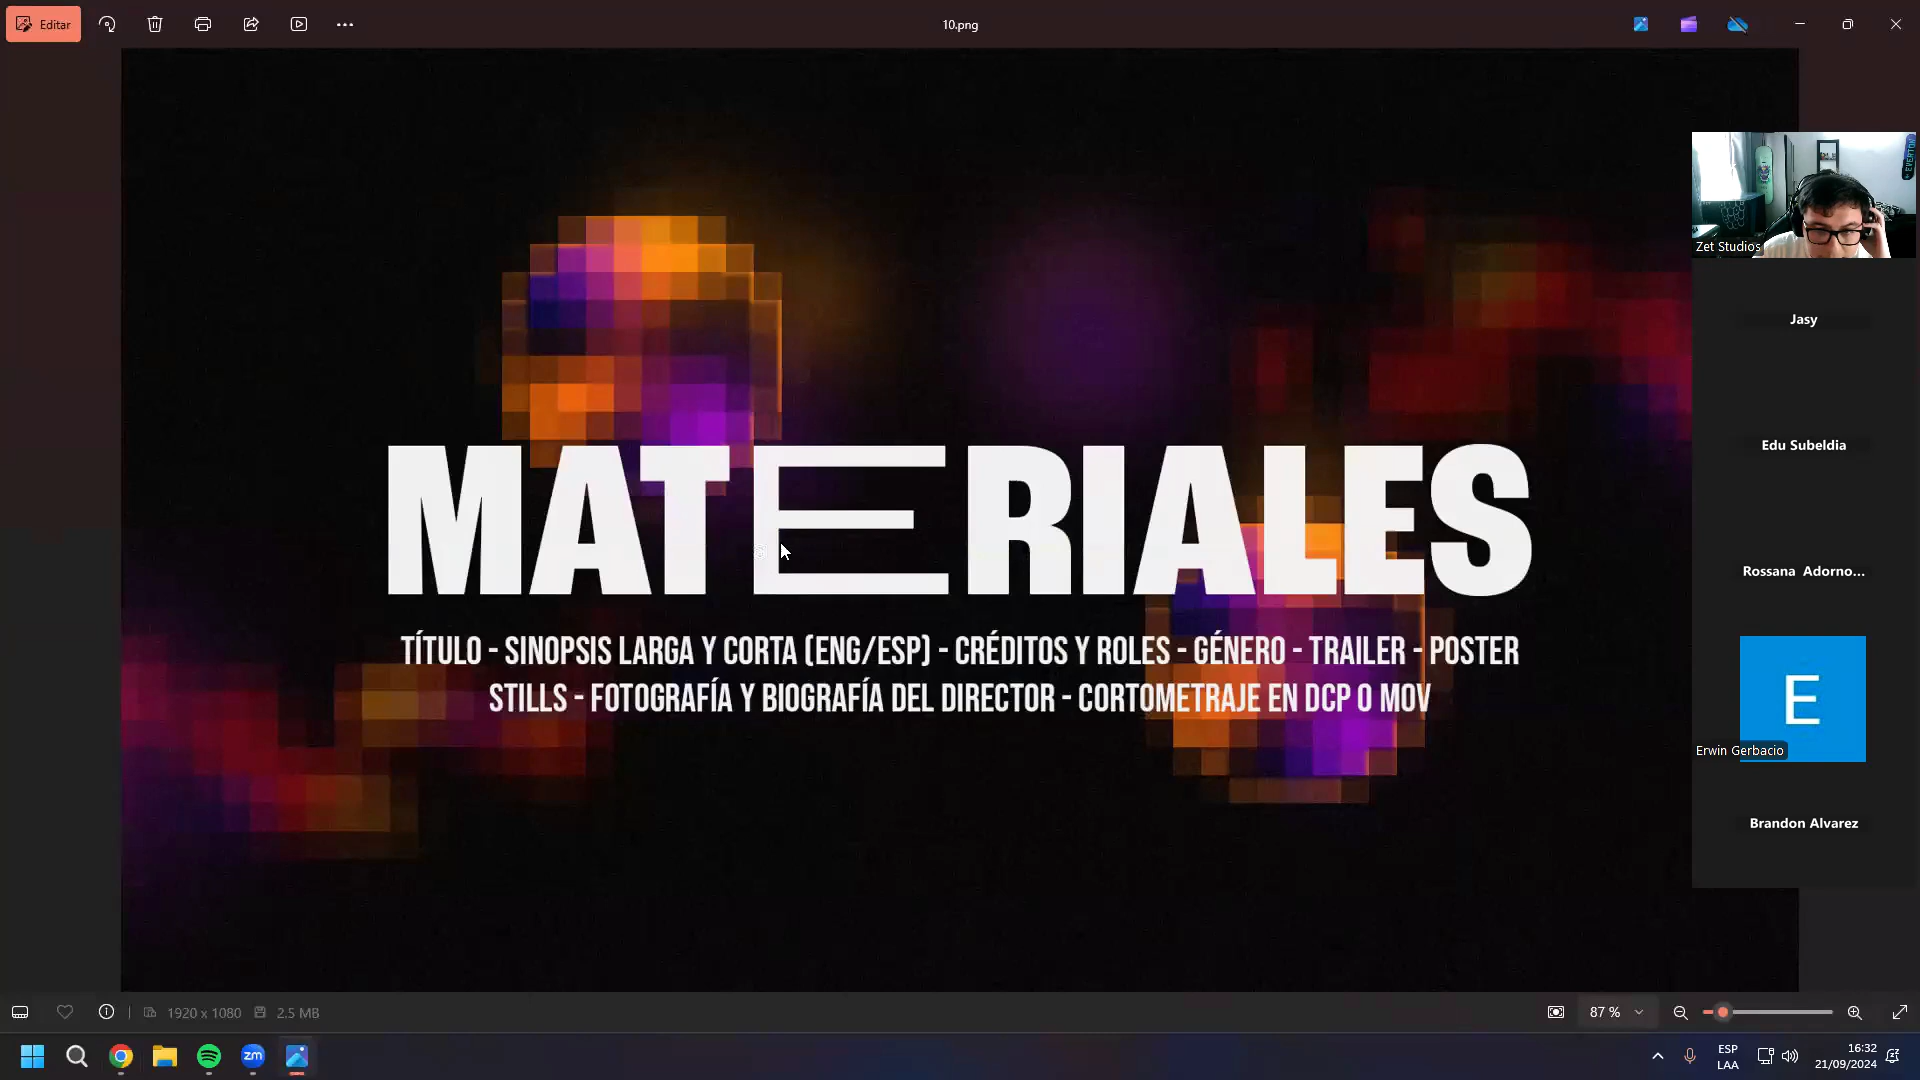 Editar
10.png
EVERTON
Zet Studios
Jasy
Edu Subeldia
MATERIALES
Rossana Adorno...
TÍTULO - SINOPSIS LARGA Y CORTA (ENG/ESP) - CRÉDITOS Y ROLES - GÉNERO - TRAILER - POSTER
STILLS - FOTOGRAFÍA Y BIOGRAFÍA DEL DIRECTOR - CORTOMETRAJE EN DCP O MOV
E
Erwin Gerbacio
Brandon Alvarez
1920 x 1080
2.5 MB
87 %
zm
ESP
LAA
16:32
21/09/2024